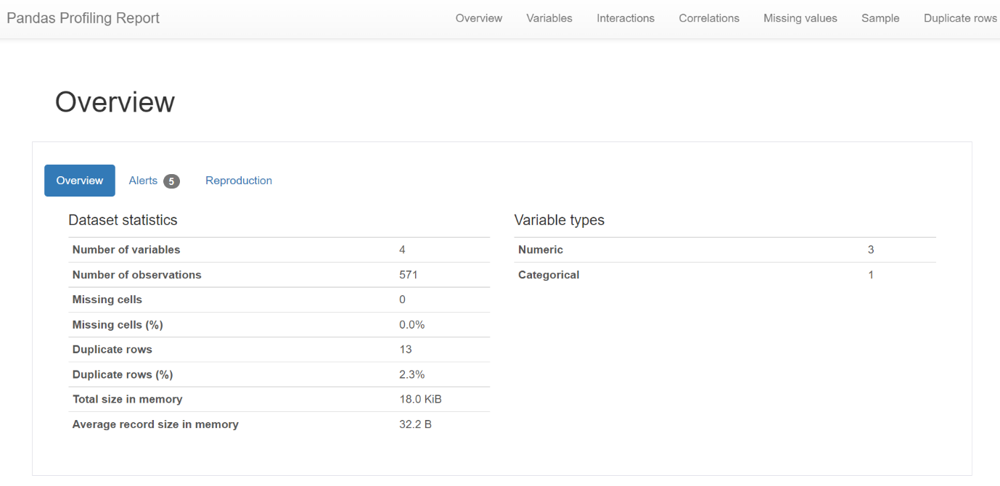 Pandas Profiling Report Overview Variables Interactions Correlations Missing values Sample Duplicate rows
Overview
Overview Alerts 5 Reproduction
Dataset statistics
Number of variables 4
Number of observations 571
Missing cells 0
Missing cells (%) 0.0%
Duplicate rows 13
Duplicate rows (%) 2.3%
Total size in memory 18.0 KiB
Average record size in memory 32.2 B
Variable types
Numeric 3
Categorical 1